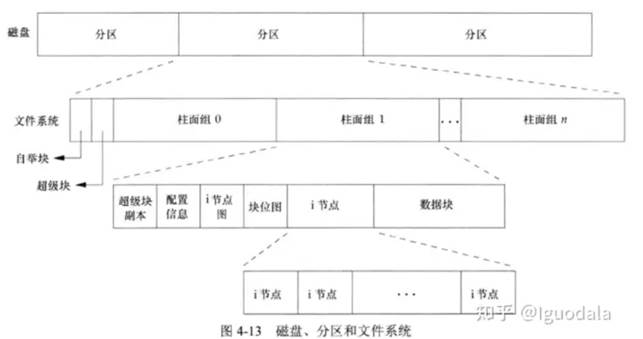 磁盘 分区 分区 分区
文件系统 柱面组 0 柱面组 1 ... 柱面组 n
自举块
超级块
超级块副本 配置信息 i节点图 块位图 i 节点 数据块
i 节点 i 节点 ... i 节点
知乎 @lguodala
图 4-13 磁盘、分区和文件系统